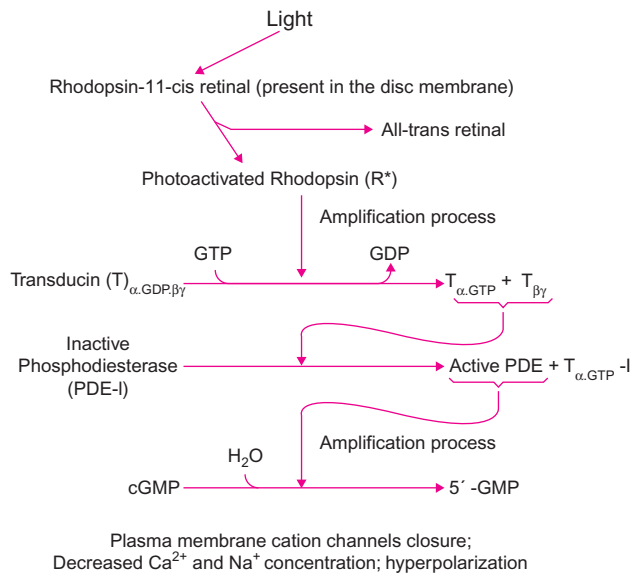 Light
Rhodopsin-11-cis retinal (present in the disc membrane)
All-trans retinal
Photoactivated Rhodopsin (R*)
Amplification process
GTP
GDP
Transducin (T)α.GDP.βγ
Tα.GTP + Tβγ
Inactive
Phosphodiesterase
(PDE-I)
Active PDE + Tα.GTP -I
Amplification process
H₂O
cGMP
5´ -GMP
Plasma membrane cation channels closure;
Decreased Ca²⁺ and Na⁺ concentration; hyperpolarization